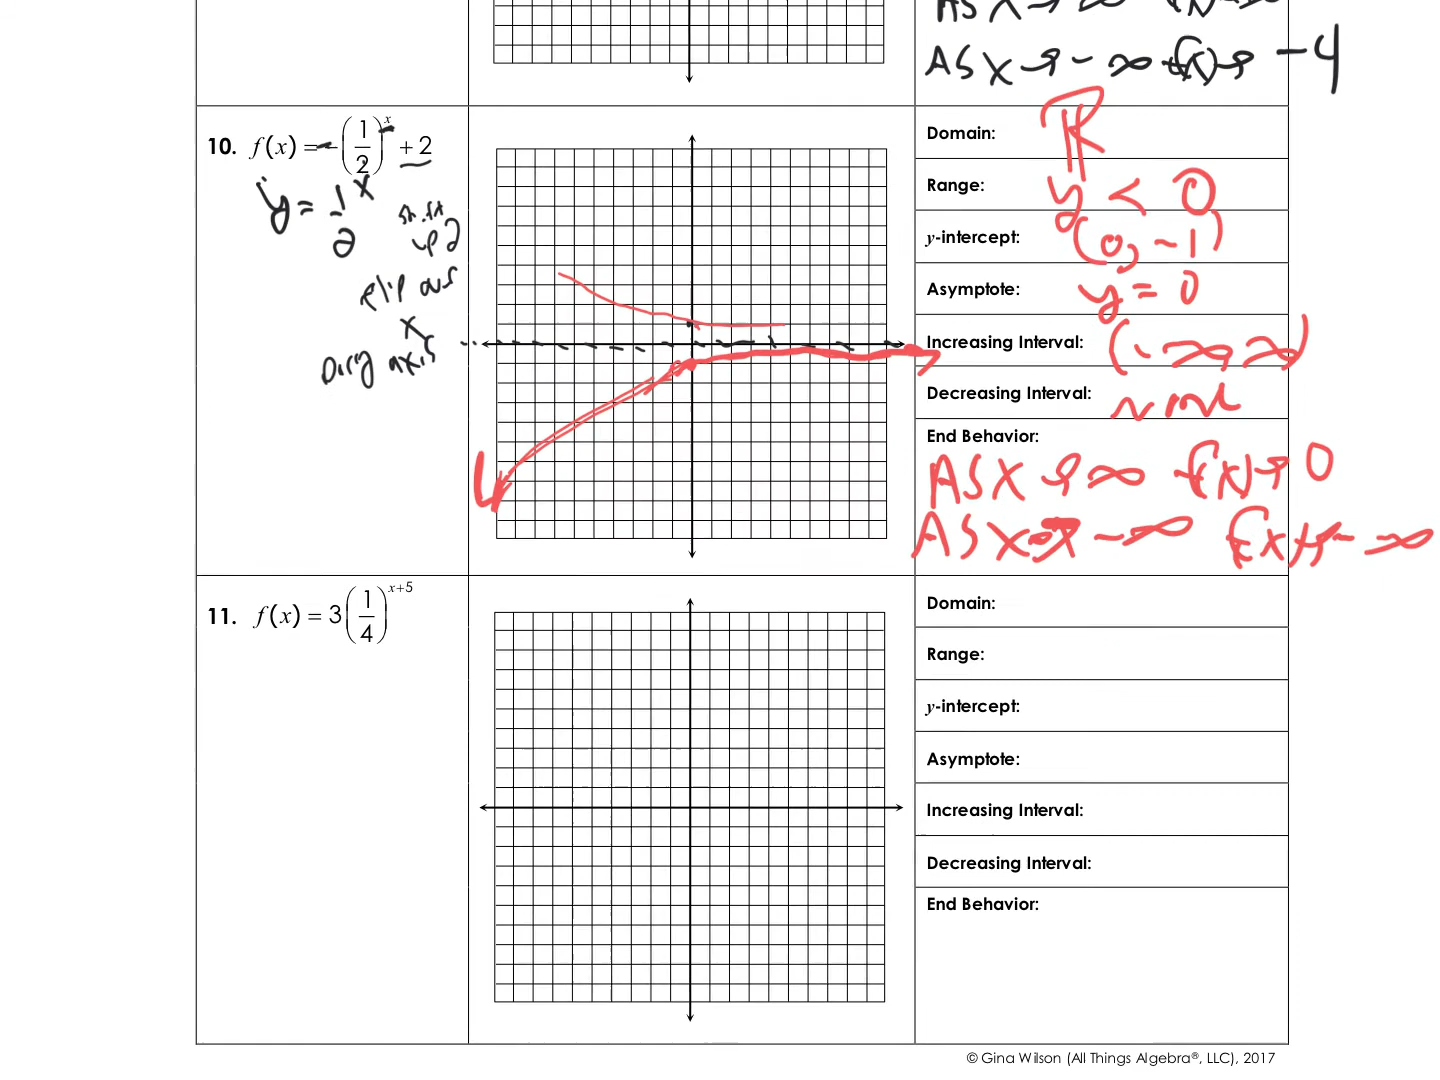 AS x → - ∞ f(x) → -4
10. f(x) = -(1/2)^x + 2
y = 1/2^x
shift
up 2
flip over
x
orig axis
Domain: ℝ
Range: y < 0
y-intercept: (0, -1)
Asymptote: y = 0
Increasing Interval: (-∞, ∞)
Decreasing Interval: none
End Behavior:
AS x → ∞ f(x) → 0
AS x → -∞ f(x) → -∞
11. f(x) = 3(1/4)^(x+5)
Domain:
Range:
y-intercept:
Asymptote:
Increasing Interval:
Decreasing Interval:
End Behavior:
© Gina Wilson (All Things Algebra®, LLC), 2017